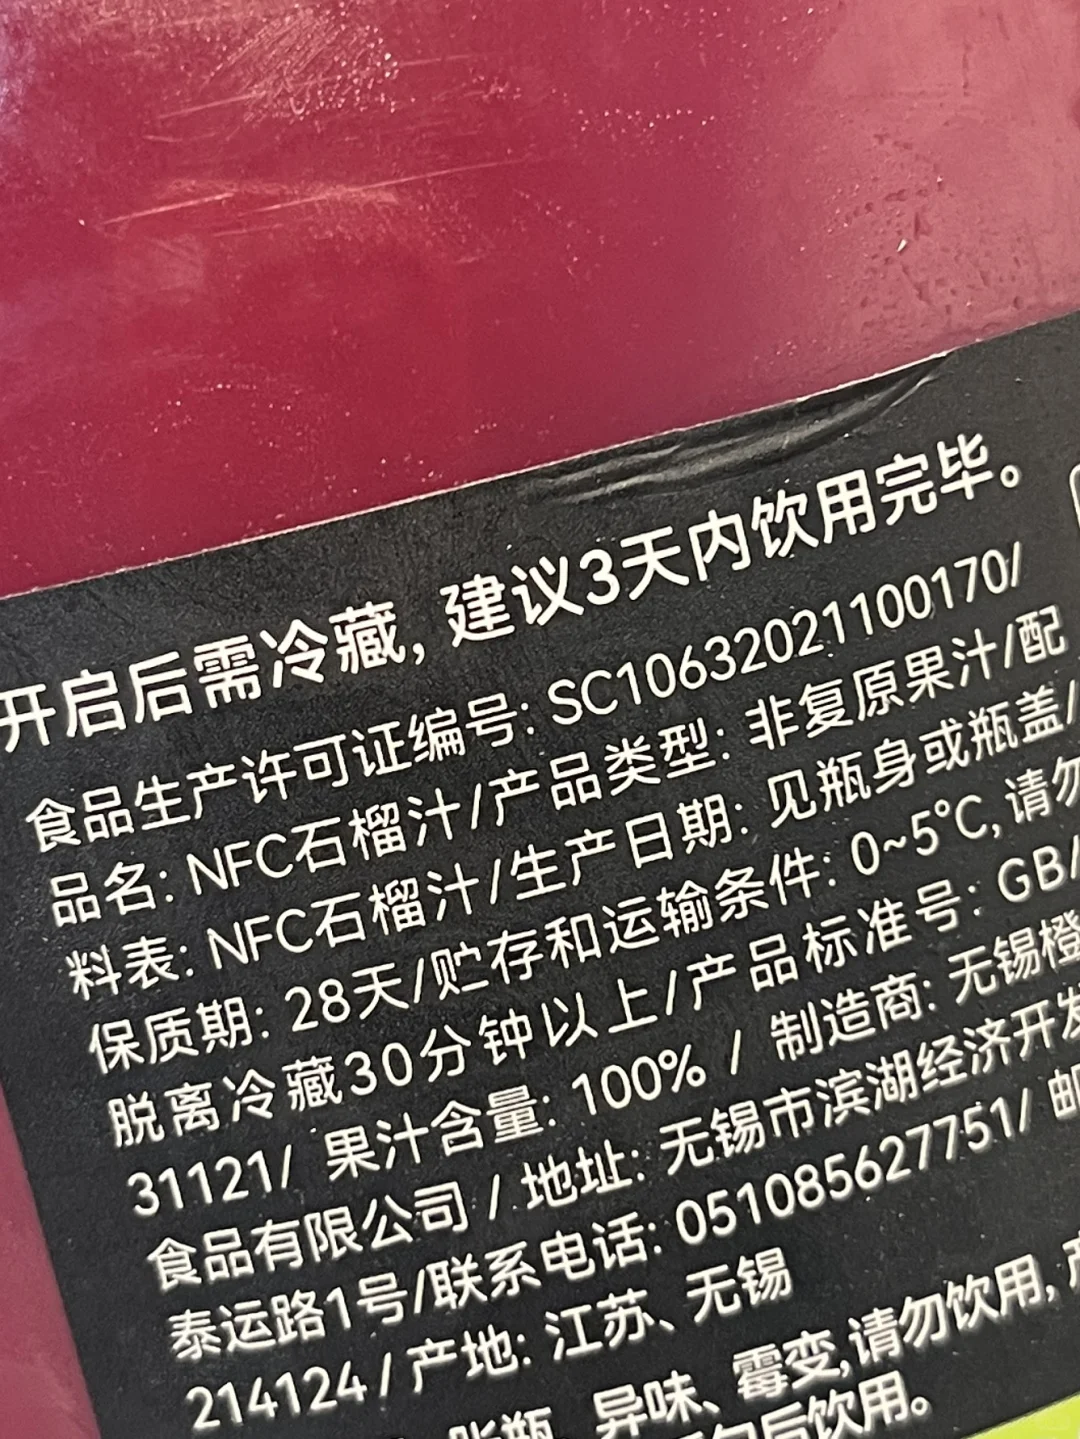 开启后需冷藏, 建议3天内饮用完毕。
食品生产许可证编号: SC10632021100170/
品名: NFC石榴汁/产品类型: 非复原果汁/配
料表: NFC石榴汁/生产日期: 见瓶身或瓶盖/
保质期: 28天/贮存和运输条件: 0~5°C, 请勿
脱离冷藏30分钟以上/产品标准号: GB/
31121/ 果汁含量: 100% / 制造商: 无锡橙
食品有限公司 / 地址: 无锡市滨湖经济开发
泰运路1号/联系电话: 051085627751/ 邮
214124 / 产地: 江苏、无锡
胀瓶、异味、霉变,请勿饮用,
后饮用。